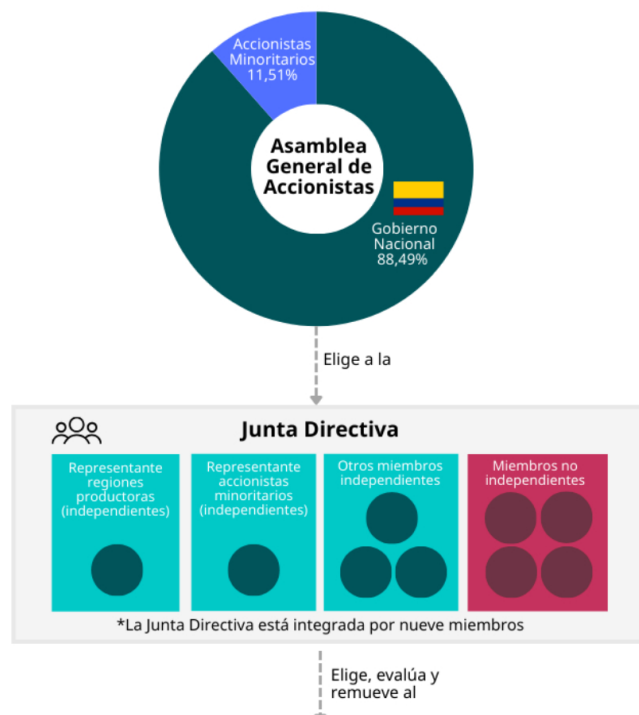 Accionistas
Minoritarios
11,51%
Asamblea
General de
Accionistas
Gobierno
Nacional
88,49%
Elige a la
Junta Directiva
Representante
regiones
productoras
(independientes)
Representante
accionistas
minoritarios
(independientes)
Otros miembros
independientes
Miembros no
independientes
*La Junta Directiva está integrada por nueve miembros
Elige, evalúa y
remueve al